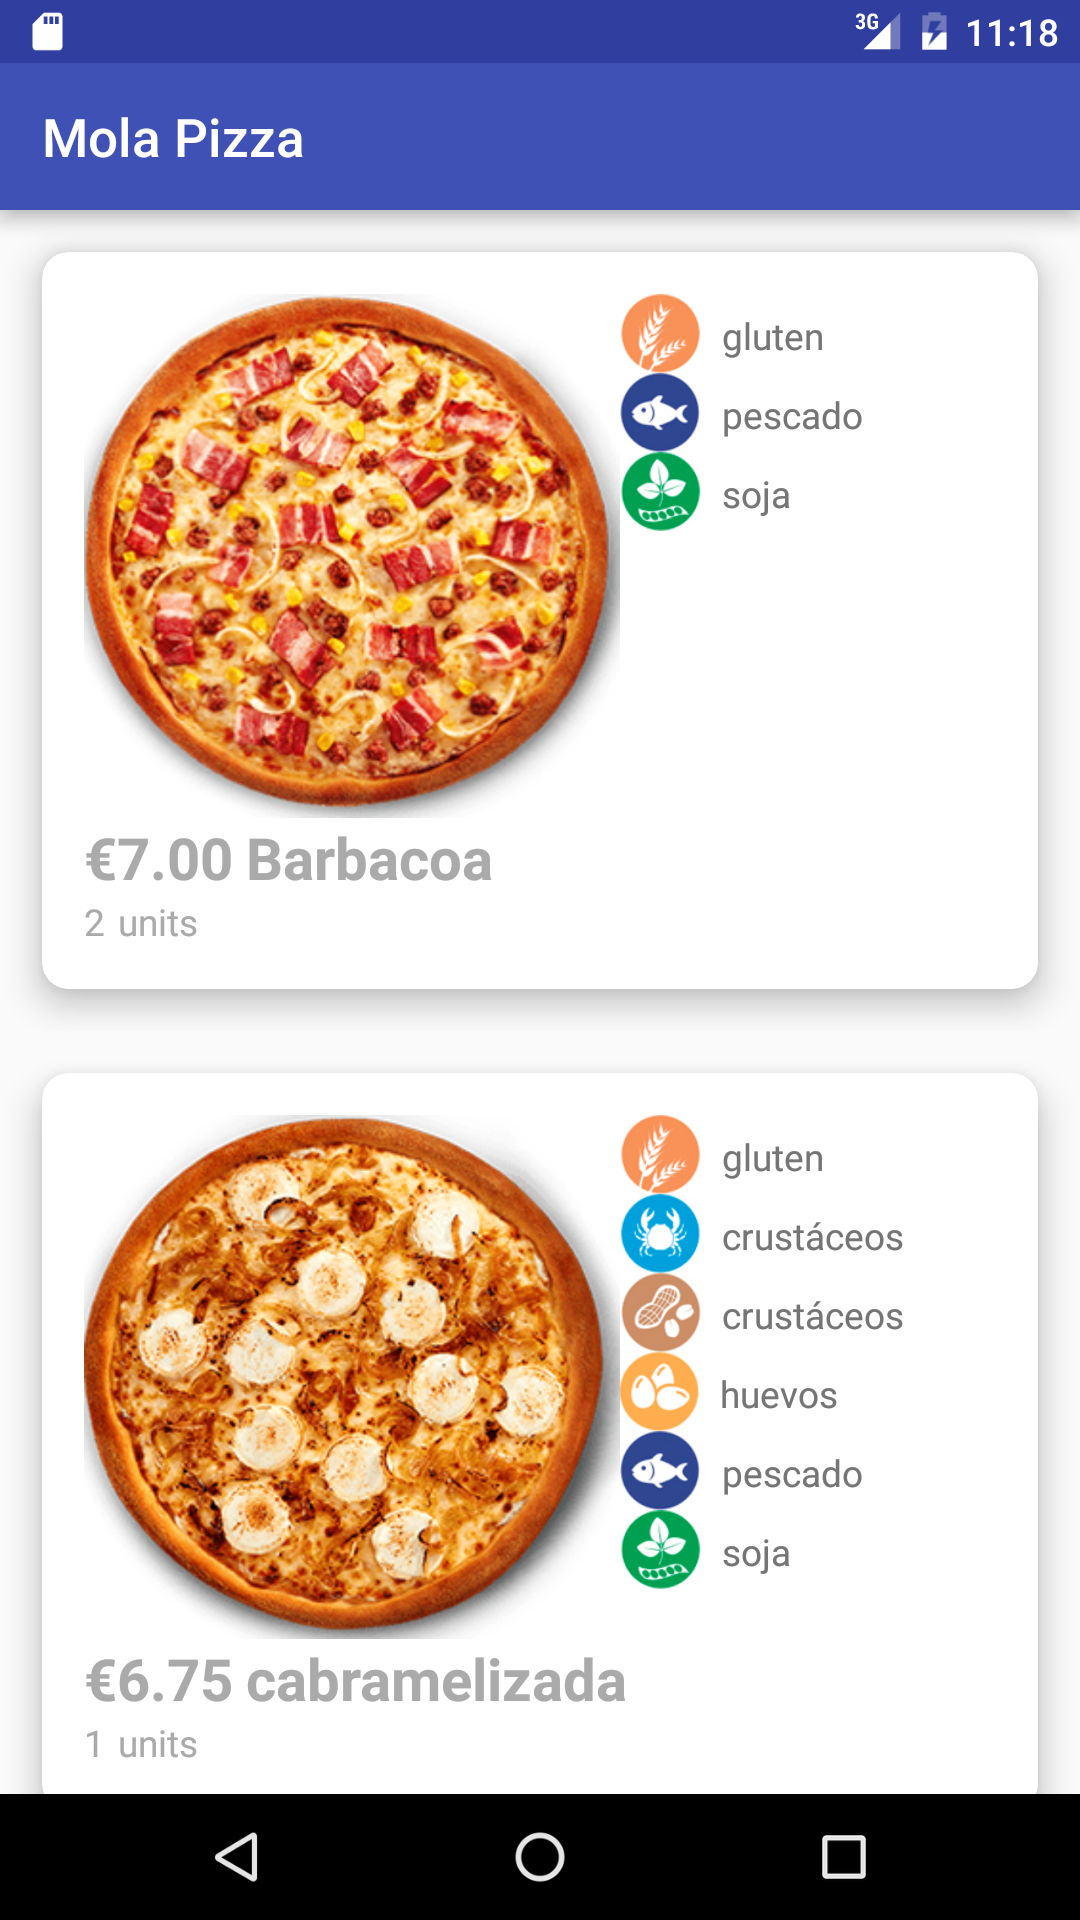 3G 11:18
Mola Pizza
gluten
pescado
soja
€7.00 Barbacoa
2 units
gluten
crustáceos
crustáceos
huevos
pescado
soja
€6.75 cabramelizada
1 units